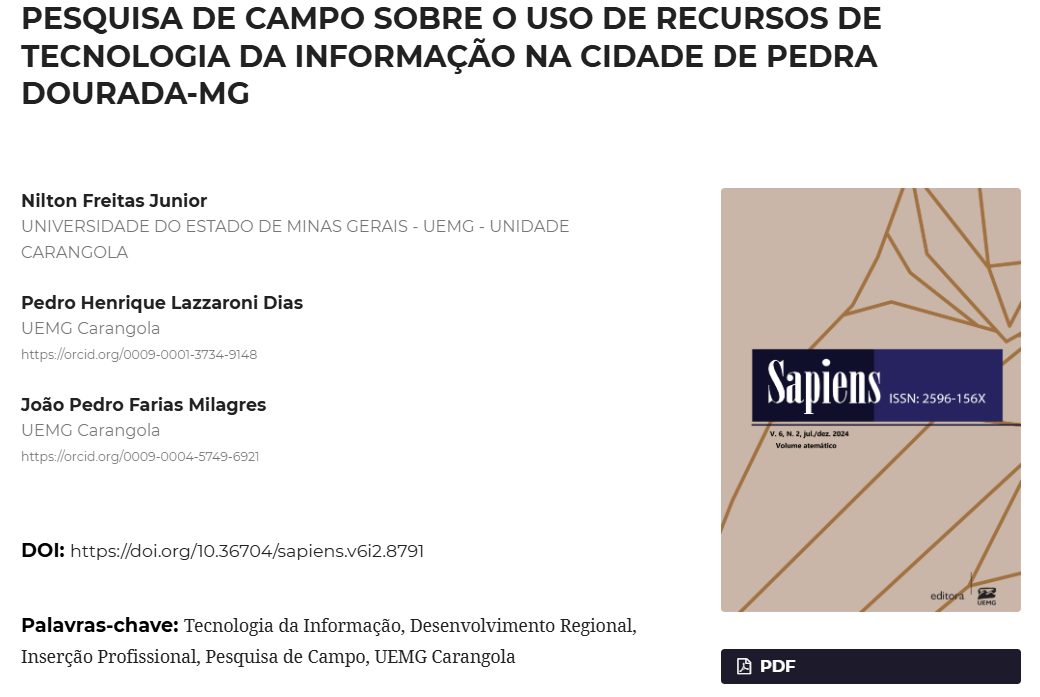 PESQUISA DE CAMPO SOBRE O USO DE RECURSOS DE
TECNOLOGIA DA INFORMAÇÃO NA CIDADE DE PEDRA
DOURADA-MG
Nilton Freitas Junior
UNIVERSIDADE DO ESTADO DE MINAS GERAIS - UEMG - UNIDADE
CARANGOLA
Pedro Henrique Lazzaroni Dias
UEMG Carangola
https://orcid.org/0009-0001-3734-9148
João Pedro Farias Milagres
UEMG Carangola
https://orcid.org/0009-0004-5749-6921
DOI: https://doi.org/10.36704/sapiens.v6i2.8791
Palavras-chave: Tecnologia da Informação, Desenvolvimento Regional,
Inserção Profissional, Pesquisa de Campo, UEMG Carangola
Sapiens ISSN: 2596-156X
V. 6, N. 2, jul./dez. 2024
Volume atemático
editora UEMG
PDF